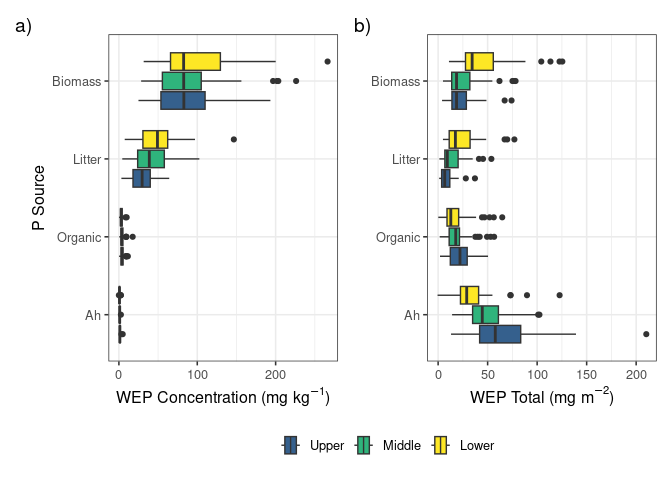 a)
b)
P Source
Biomass
Litter
Organic
Ah
0
100
200
WEP Concentration (mg kg⁻¹)
Biomass
Litter
Organic
Ah
0
50
100
150
200
WEP Total (mg m⁻²)
Upper
Middle
Lower